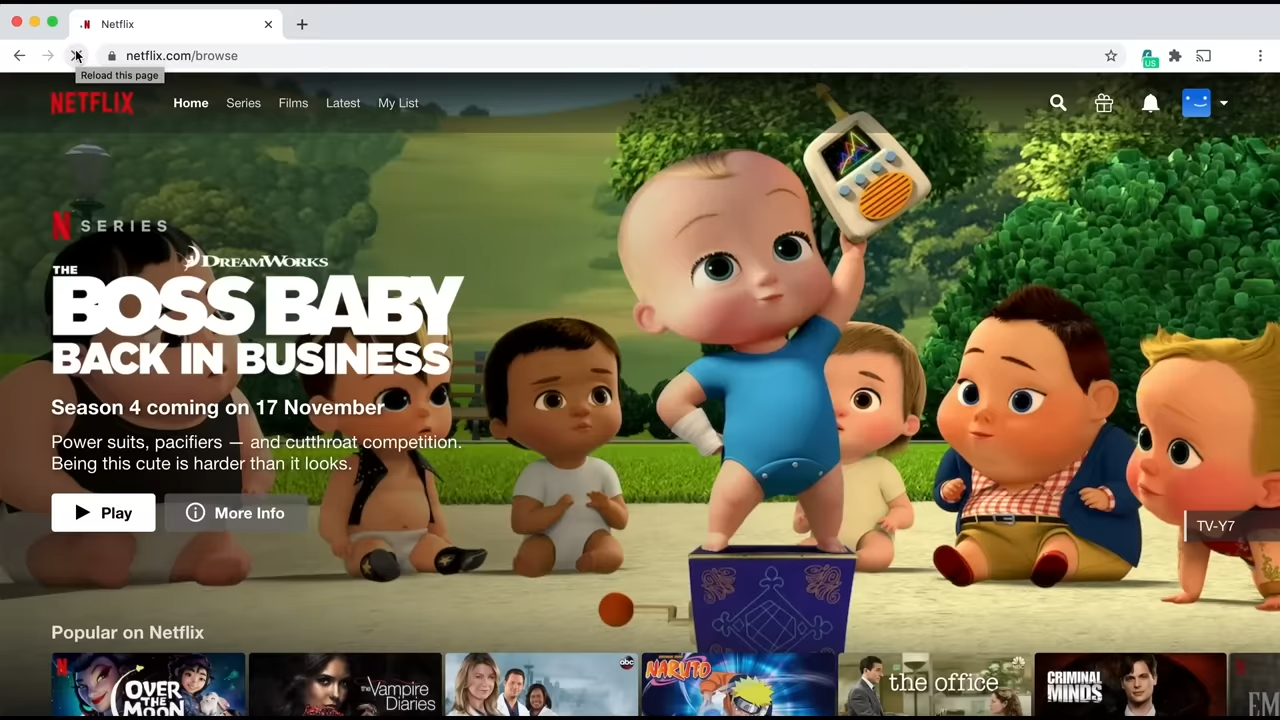 Netflix
netflix.com/browse
US
Reload this page
NETFLIX
Home
Series
Films
Latest
My List
N SERIES
DREAMWORKS
THE
BOSS BABY
BACK IN BUSINESS
Season 4 coming on 17 November
Power suits, pacifiers — and cutthroat competition.
Being this cute is harder than it looks.
Play
More Info
TV-Y7
Popular on Netflix
N
OVER
THE
MOON
the Vampire
Diaries
abc
NARUTO
the office
CRIMINAL
MINDS